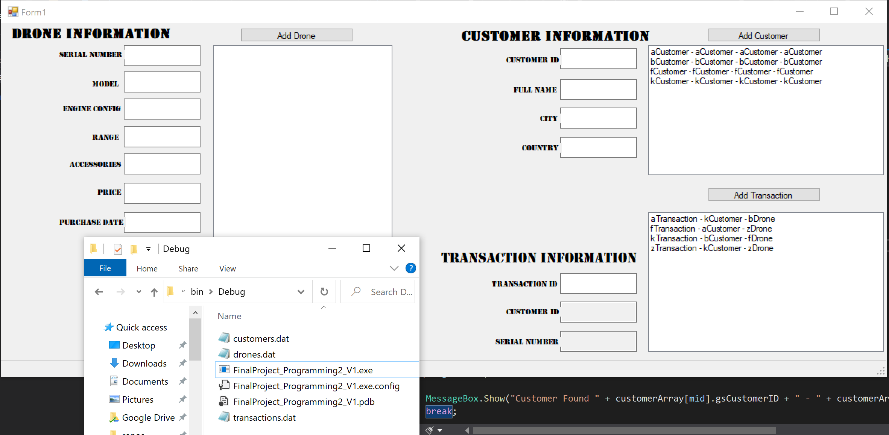 Form1
DRONE INFORMATION
Add Drone
SERIAL NUMBER
MODEL
ENGINE CONFIG
RANGE
ACCESSORIES
PRICE
PURCHASE DATE
CUSTOMER INFORMATION
Add Customer
CUSTOMER ID
FULL NAME
CITY
COUNTRY
aCustomer - aCustomer - aCustomer - aCustomer
bCustomer - bCustomer - bCustomer - bCustomer
fCustomer - fCustomer - fCustomer - fCustomer
kCustomer - kCustomer - kCustomer - kCustomer
Add Transaction
aTransaction - kCustomer - bDrone
fTransaction - aCustomer - zDrone
kTransaction - bCustomer - fDrone
zTransaction - kCustomer - zDrone
TRANSACTION INFORMATION
TRANSACTION ID
CUSTOMER ID
SERIAL NUMBER
Debug
File Home Share View
bin > Debug
Search D...
Name
Quick access
Desktop
Downloads
Documents
Pictures
Google Drive
customers.dat
drones.dat
FinalProject_Programming2_V1.exe
FinalProject_Programming2_V1.exe.config
FinalProject_Programming2_V1.pdb
transactions.dat
MessageBox.Show("Customer Found " + customerArray[mid].gsCustomerID + " - " + customerAr
break;